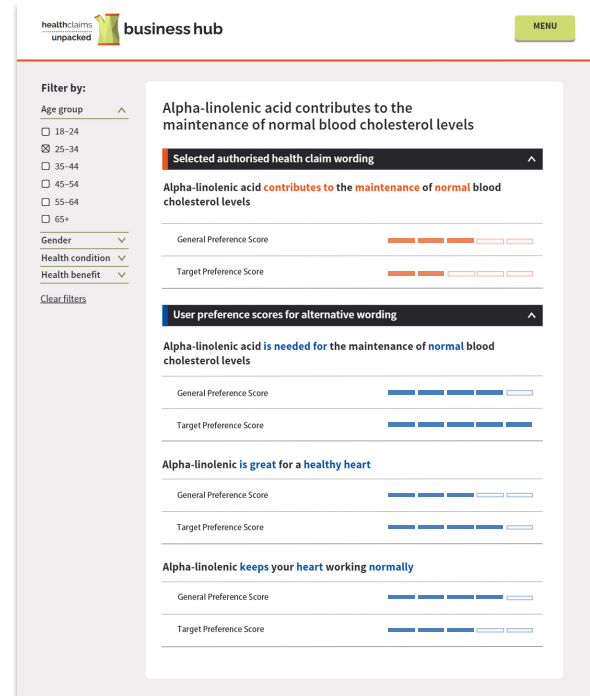 healthclaims
unpacked
business hub
MENU
Filter by:
Age group
18–24
25–34
35–44
45–54
55–64
65+
Gender
Health condition
Health benefit
Clear filters
Alpha-linolenic acid contributes to the
maintenance of normal blood cholesterol levels
Selected authorised health claim wording
Alpha-linolenic acid contributes to the maintenance of normal blood
cholesterol levels
General Preference Score
Target Preference Score
User preference scores for alternative wording
Alpha-linolenic acid is needed for the maintenance of normal blood
cholesterol levels
General Preference Score
Target Preference Score
Alpha-linolenic is great for a healthy heart
General Preference Score
Target Preference Score
Alpha-linolenic keeps your heart working normally
General Preference Score
Target Preference Score